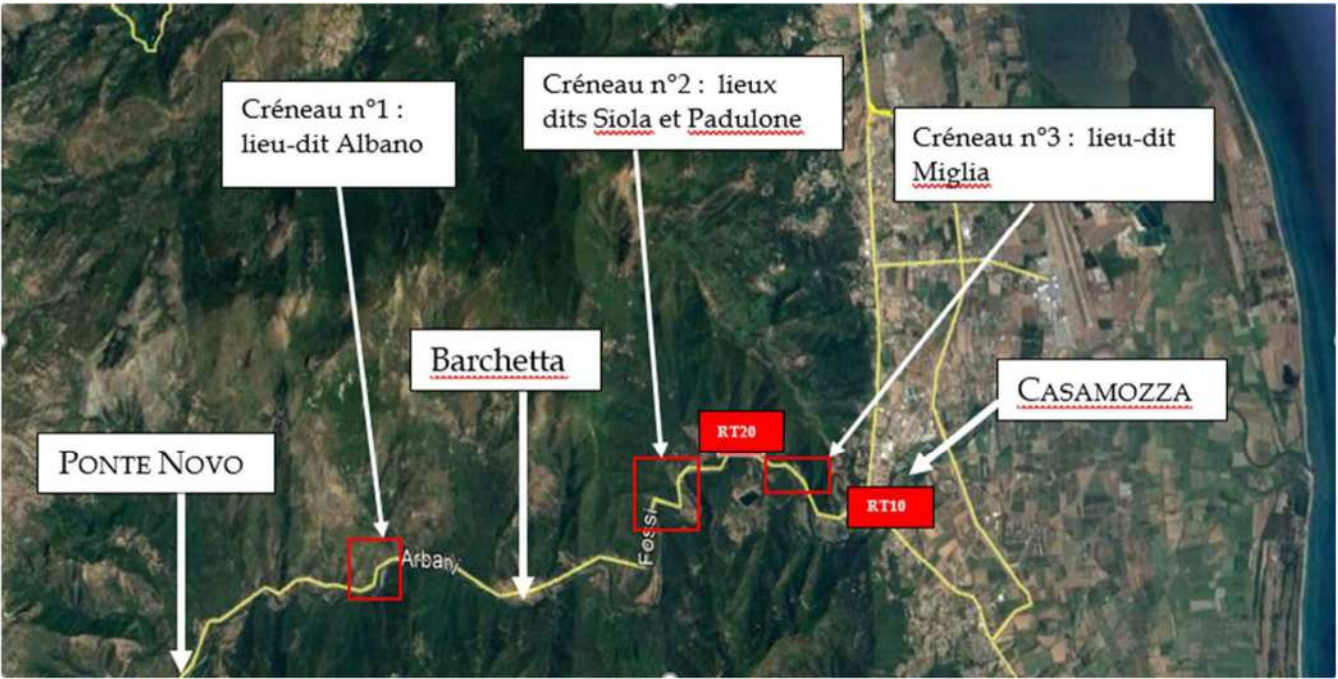 Créneau n°1 :
lieu-dit Albano
Créneau n°2 : lieux
dits Siola et Padulone
Créneau n°3 : lieu-dit
Miglia
Barchetta
CASAMOZZA
RT20
PONTE NOVO
RT10
Fossi
Arbany